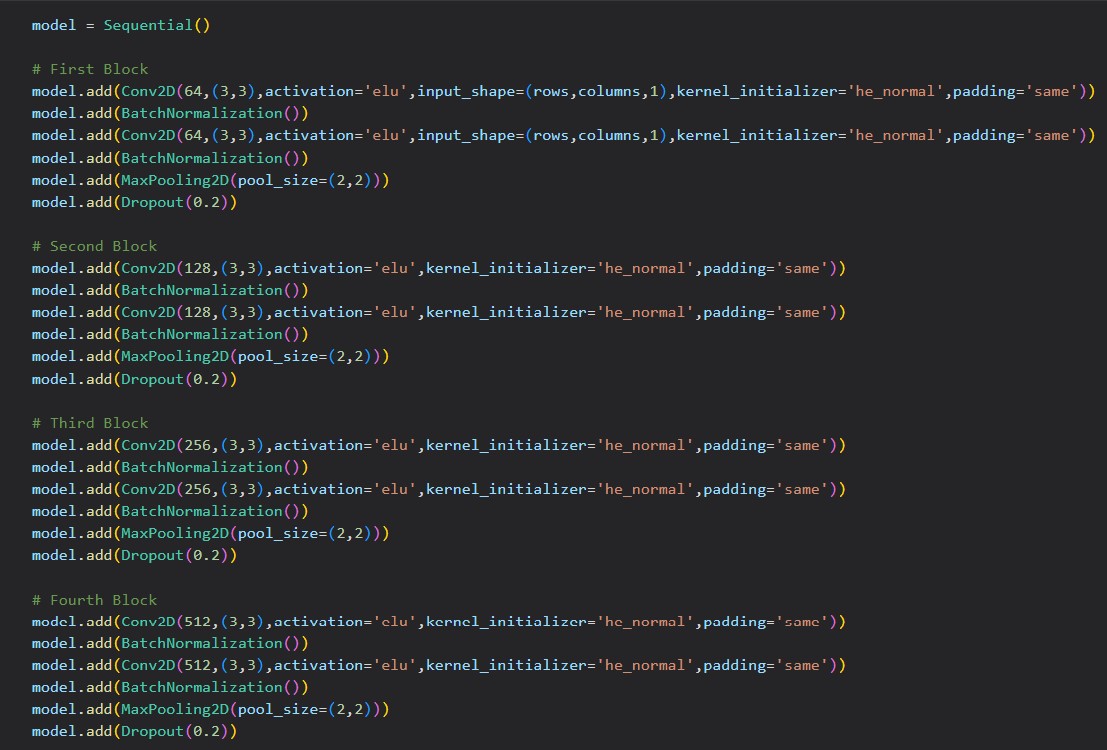 model = Sequential()
# First Block
model.add(Conv2D(64,(3,3),activation='elu',input_shape=(rows,columns,1),kernel_initializer='he_normal',padding='same'))
model.add(BatchNormalization())
model.add(Conv2D(64,(3,3),activation='elu',input_shape=(rows,columns,1),kernel_initializer='he_normal',padding='same'))
model.add(BatchNormalization())
model.add(MaxPooling2D(pool_size=(2,2)))
model.add(Dropout(0.2))
# Second Block
model.add(Conv2D(128,(3,3),activation='elu',kernel_initializer='he_normal',padding='same'))
model.add(BatchNormalization())
model.add(Conv2D(128,(3,3),activation='elu',kernel_initializer='he_normal',padding='same'))
model.add(BatchNormalization())
model.add(MaxPooling2D(pool_size=(2,2)))
model.add(Dropout(0.2))
# Third Block
model.add(Conv2D(256,(3,3),activation='elu',kernel_initializer='he_normal',padding='same'))
model.add(BatchNormalization())
model.add(Conv2D(256,(3,3),activation='elu',kernel_initializer='he_normal',padding='same'))
model.add(BatchNormalization())
model.add(MaxPooling2D(pool_size=(2,2)))
model.add(Dropout(0.2))
# Fourth Block
model.add(Conv2D(512,(3,3),activation='elu',kernel_initializer='he_normal',padding='same'))
model.add(BatchNormalization())
model.add(Conv2D(512,(3,3),activation='elu',kernel_initializer='he_normal',padding='same'))
model.add(BatchNormalization())
model.add(MaxPooling2D(pool_size=(2,2)))
model.add(Dropout(0.2))